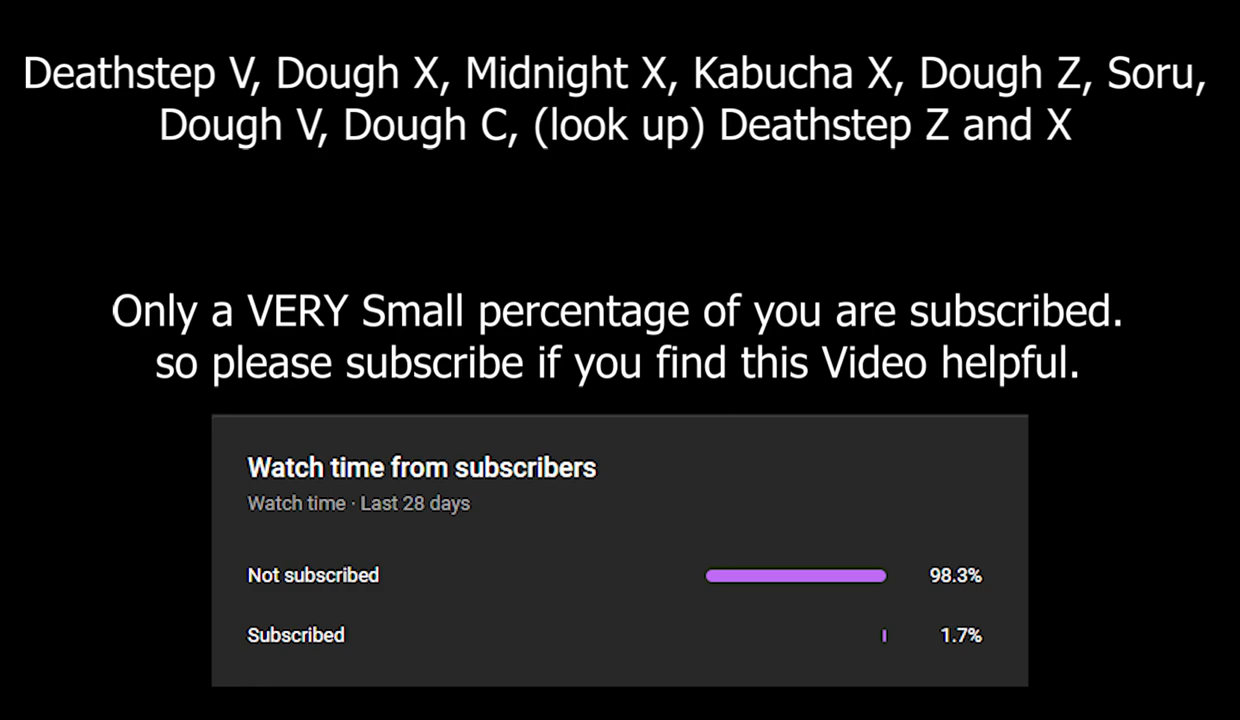 Deathstep V, Dough X, Midnight X, Kabucha X, Dough Z, Soru,
Dough V, Dough C, (look up) Deathstep Z and X
Only a VERY Small percentage of you are subscribed.
so please subscribe if you find this Video helpful.
Watch time from subscribers
Watch time · Last 28 days
Not subscribed 98.3%
Subscribed 1.7%